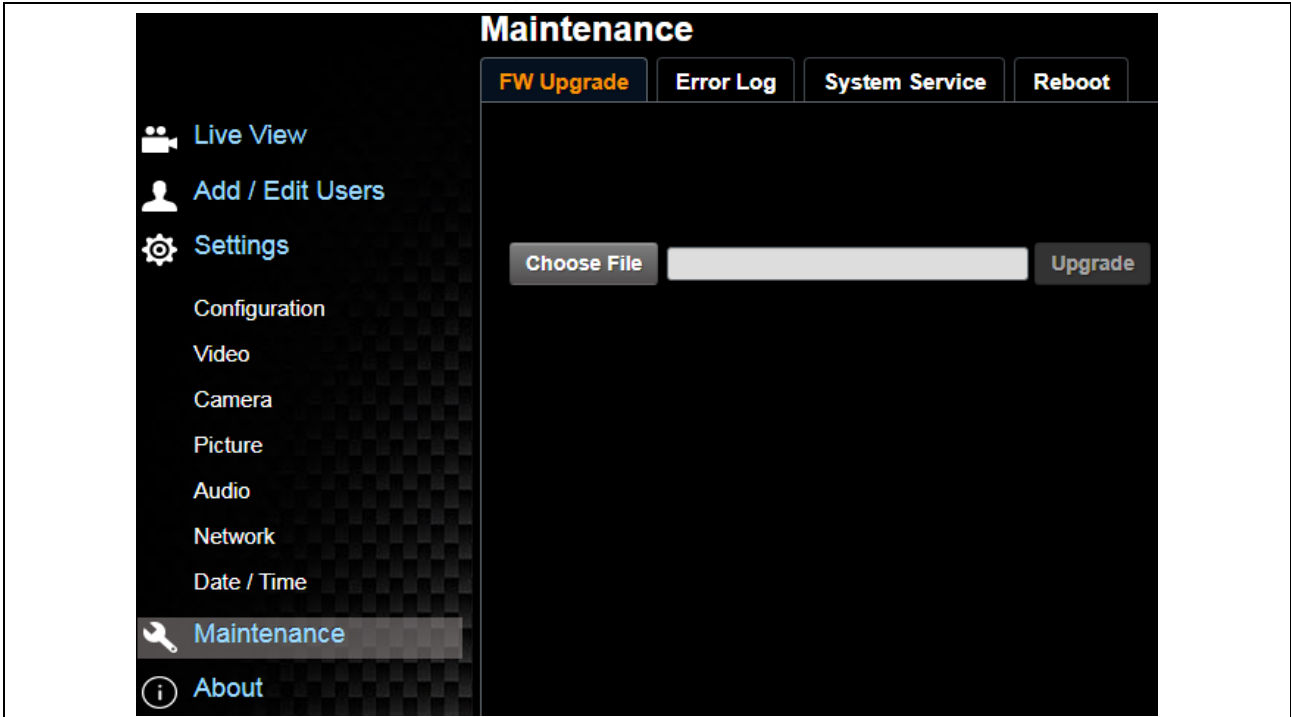 Maintenance
FW Upgrade Error Log System Service Reboot
Live View
Add / Edit Users
Settings
Choose File Upgrade
Configuration
Video
Camera
Picture
Audio
Network
Date / Time
Maintenance
About